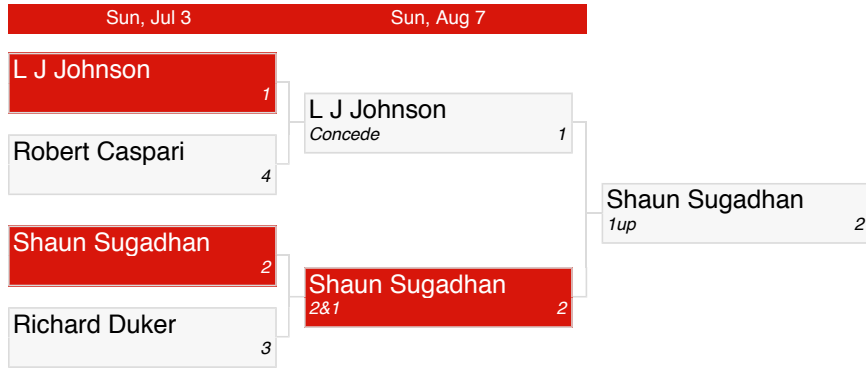 Sun, Jul 3
Sun, Aug 7
L J Johnson
1
Robert Caspari
4
L J Johnson
Concede 1
Shaun Sugadhan
2
Richard Duker
3
Shaun Sugadhan
2&1 2
Shaun Sugadhan
1up 2